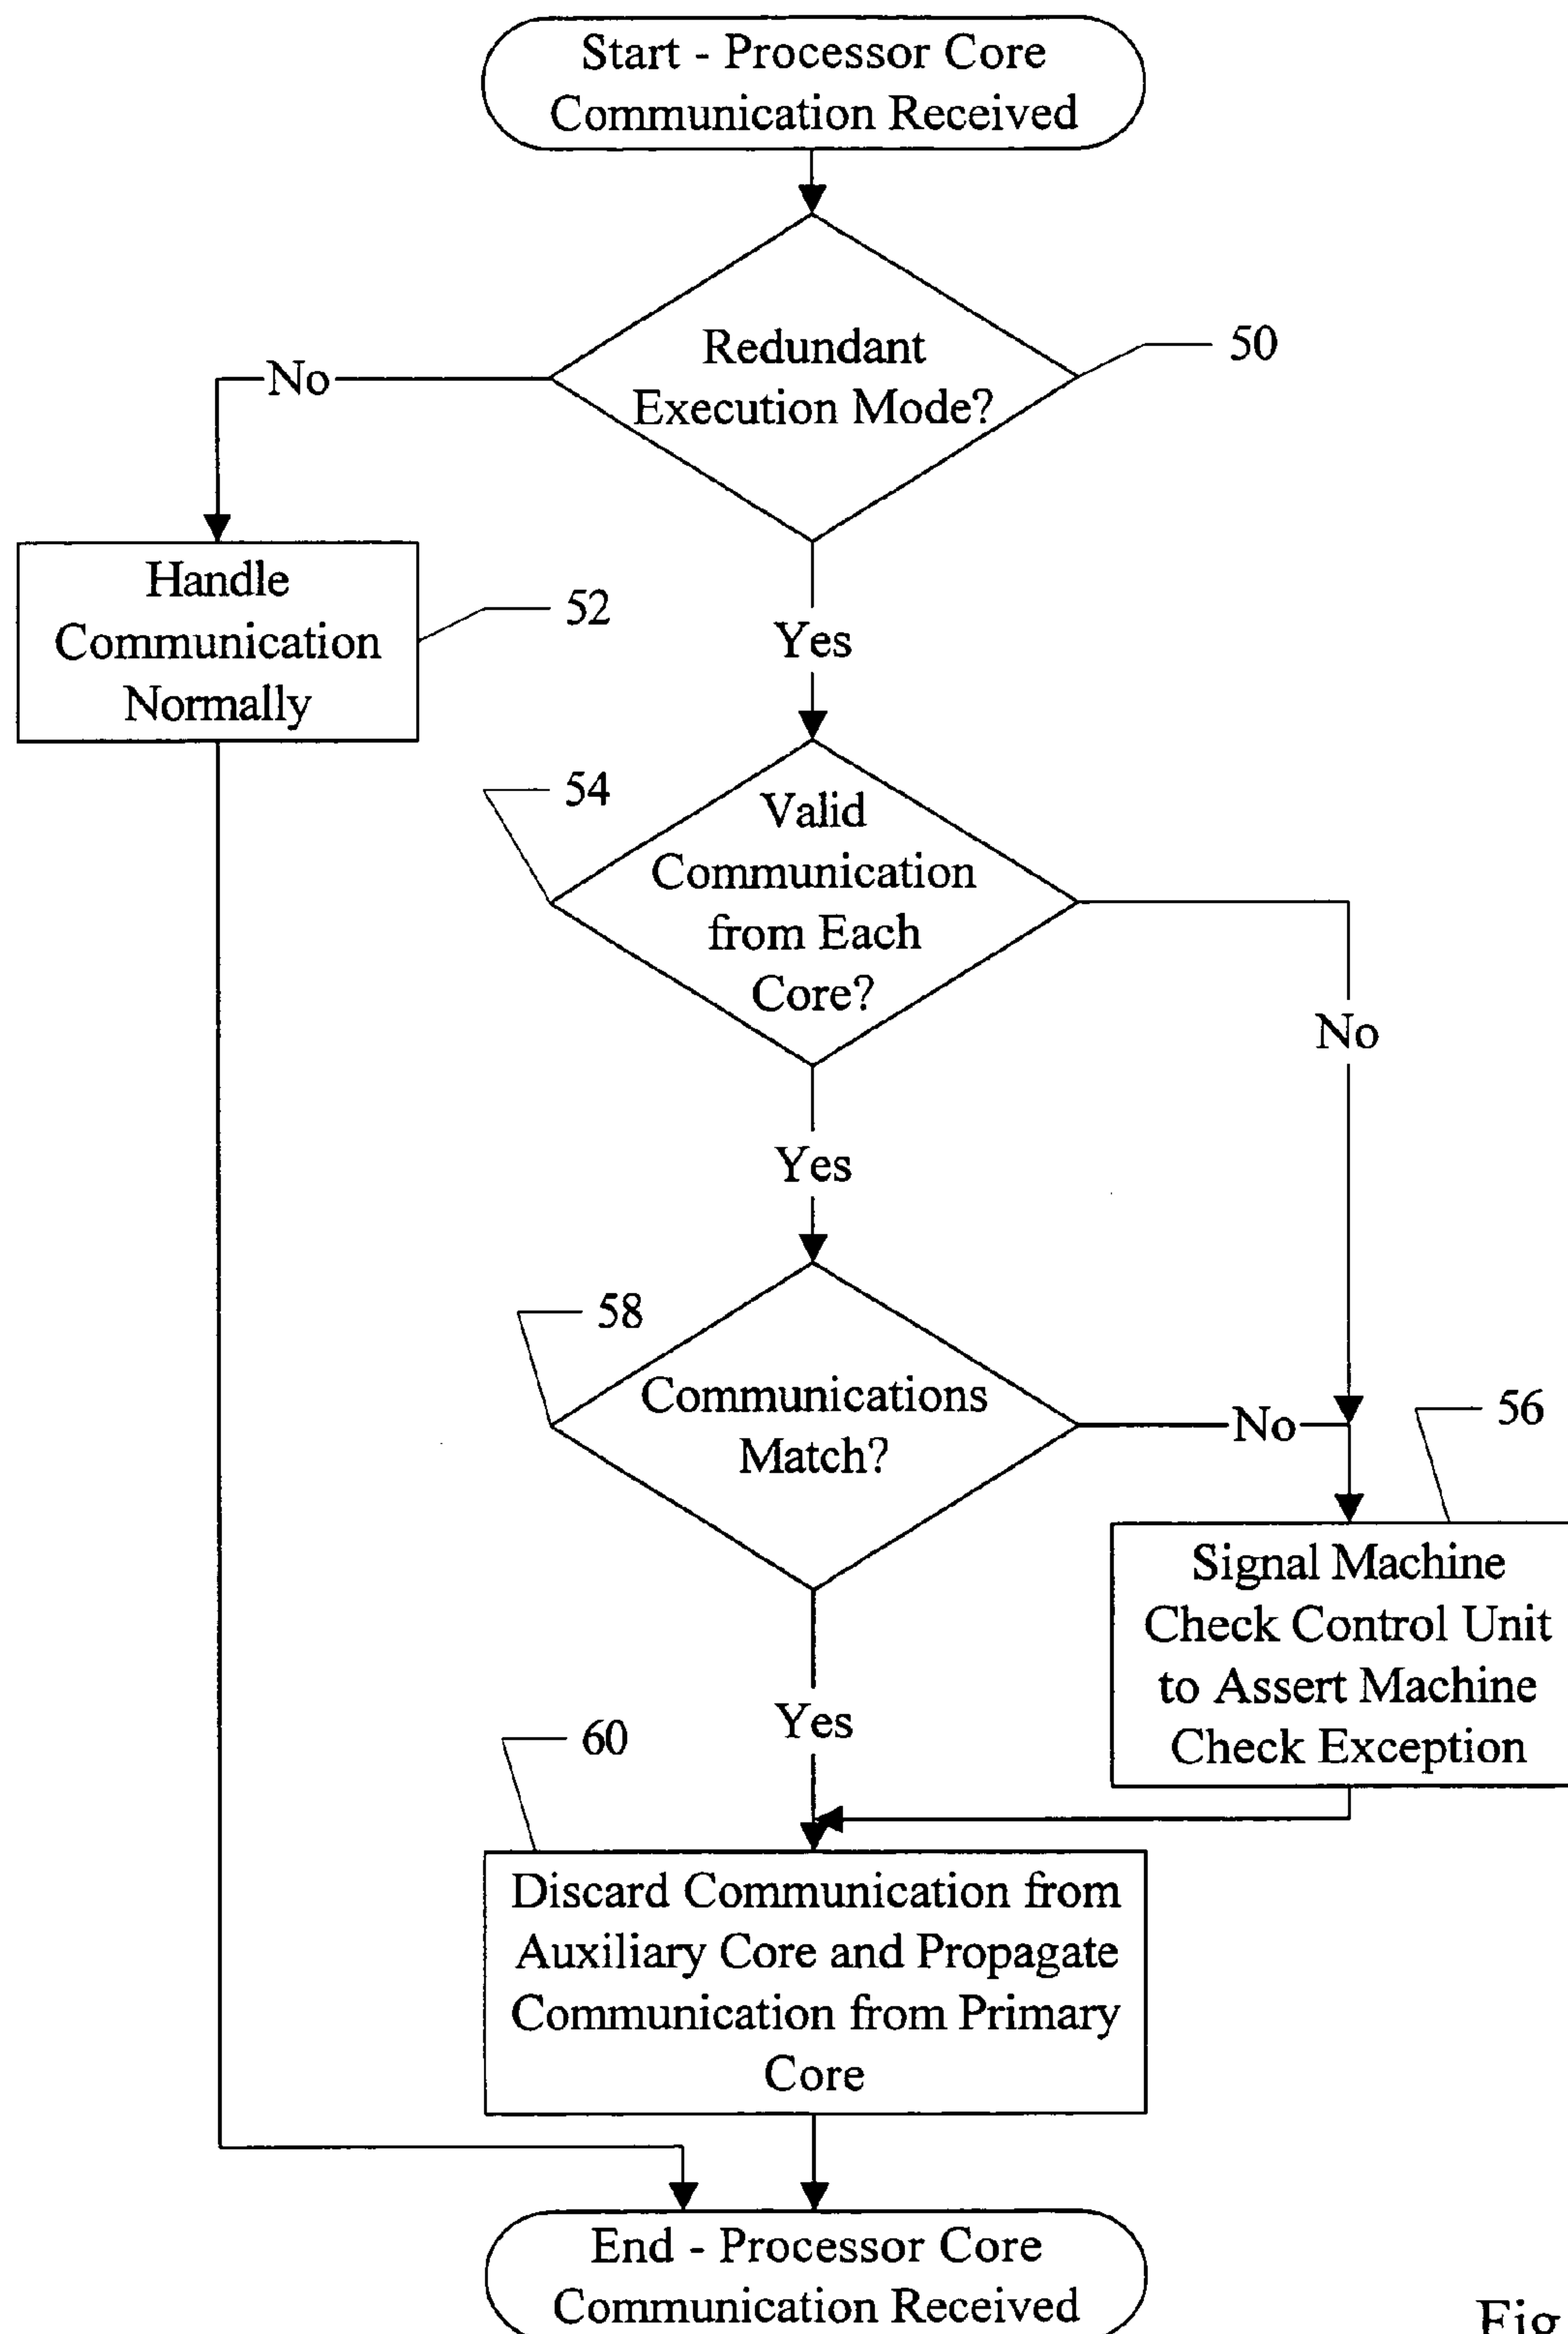 Start - Processor Core
Communication Received
Redundant
Execution Mode?
50
No
Handle
Communication
Normally
52
Yes
54
Valid
Communication
from Each
Core?
No
Yes
58
Communications
Match?
No
56
Signal Machine
Check Control Unit
to Assert Machine
Check Exception
Yes
60
Discard Communication from
Auxiliary Core and Propagate
Communication from Primary
Core
End - Processor Core
Communication Received
Fig